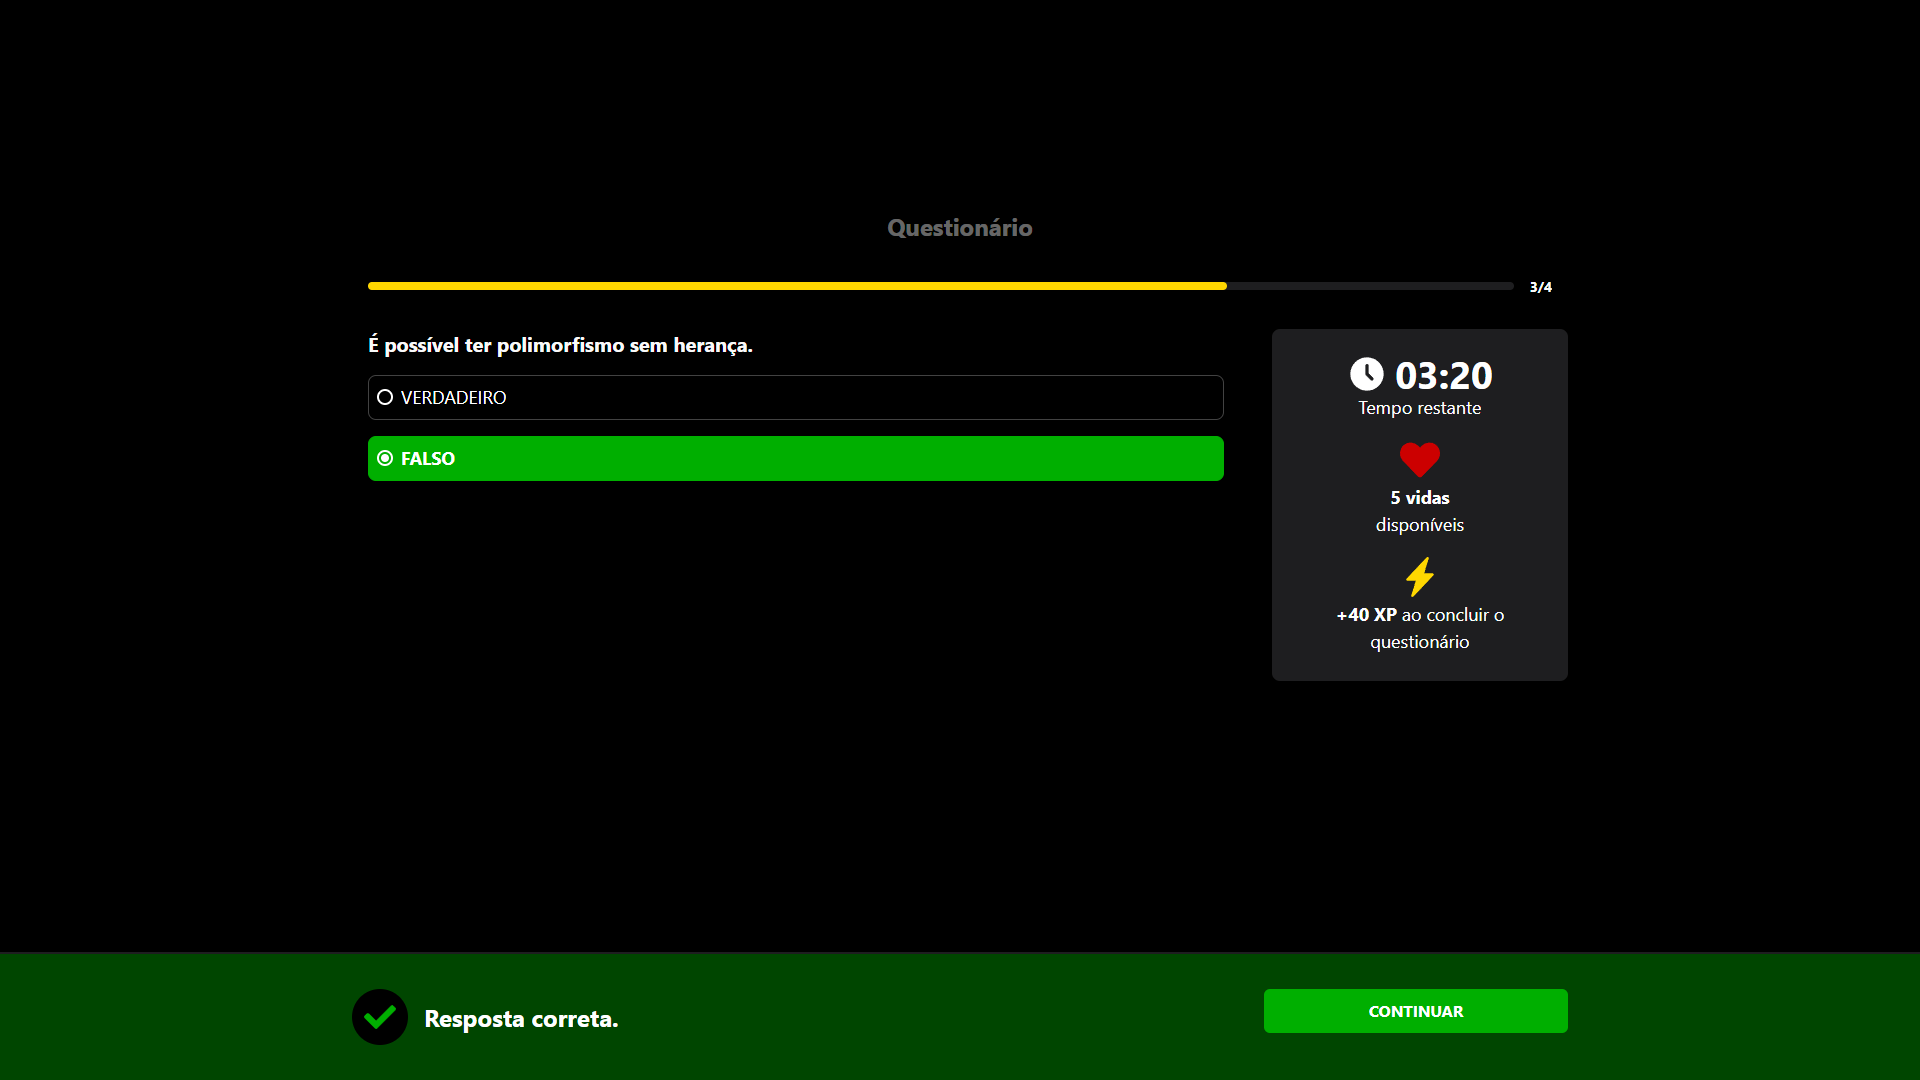 Questionário
3/4
É possível ter polimorfismo sem herança.
VERDADEIRO
FALSO
03:20
Tempo restante
5 vidas
disponíveis
+40 XP ao concluir o
questionário
Resposta correta.
CONTINUAR